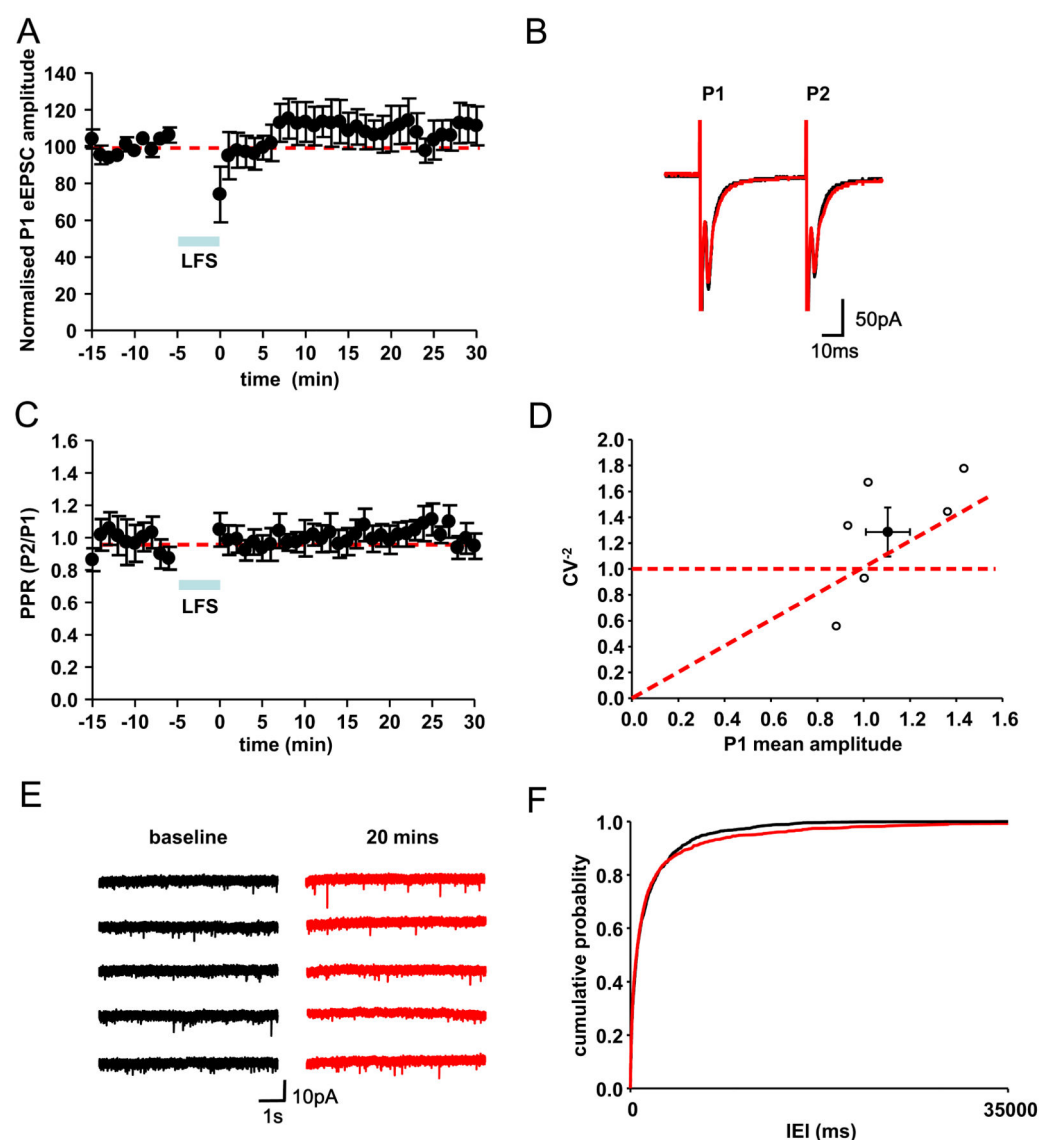 A
Normalised P1 eEPSC amplitude
140
120
100
80
60
40
20
0
LFS
-15 -10 -5 0 5 10 15 20 25 30
time (min)
B
P1 P2
50pA
10ms
C
PPR (P2/P1)
1.6
1.4
1.2
1.0
0.8
0.6
0.4
0.2
0.0
LFS
-15 -10 -5 0 5 10 15 20 25 30
time (min)
D
CV-2
2.0
1.8
1.6
1.4
1.2
1.0
0.8
0.6
0.4
0.2
0.0
0.0 0.2 0.4 0.6 0.8 1.0 1.2 1.4 1.6
P1 mean amplitude
E
baseline 20 mins
10pA
1s
F
cumulative probablity
1.0
0.8
0.6
0.4
0.2
0.0
0 35000
IEI (ms)